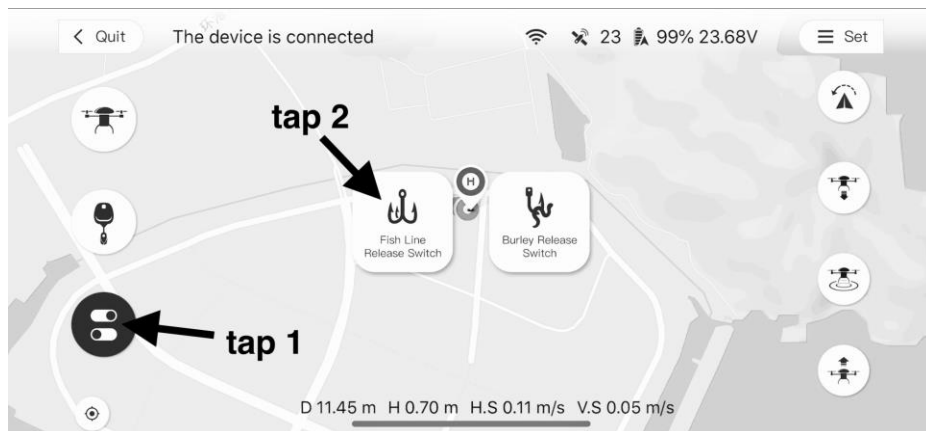 Quit
The device is connected
23
99% 23.68V
Set
tap 2
H
Fish Line
Release Switch
Burley Release
Switch
tap 1
D 11.45 m H 0.70 m H.S 0.11 m/s V.S 0.05 m/s